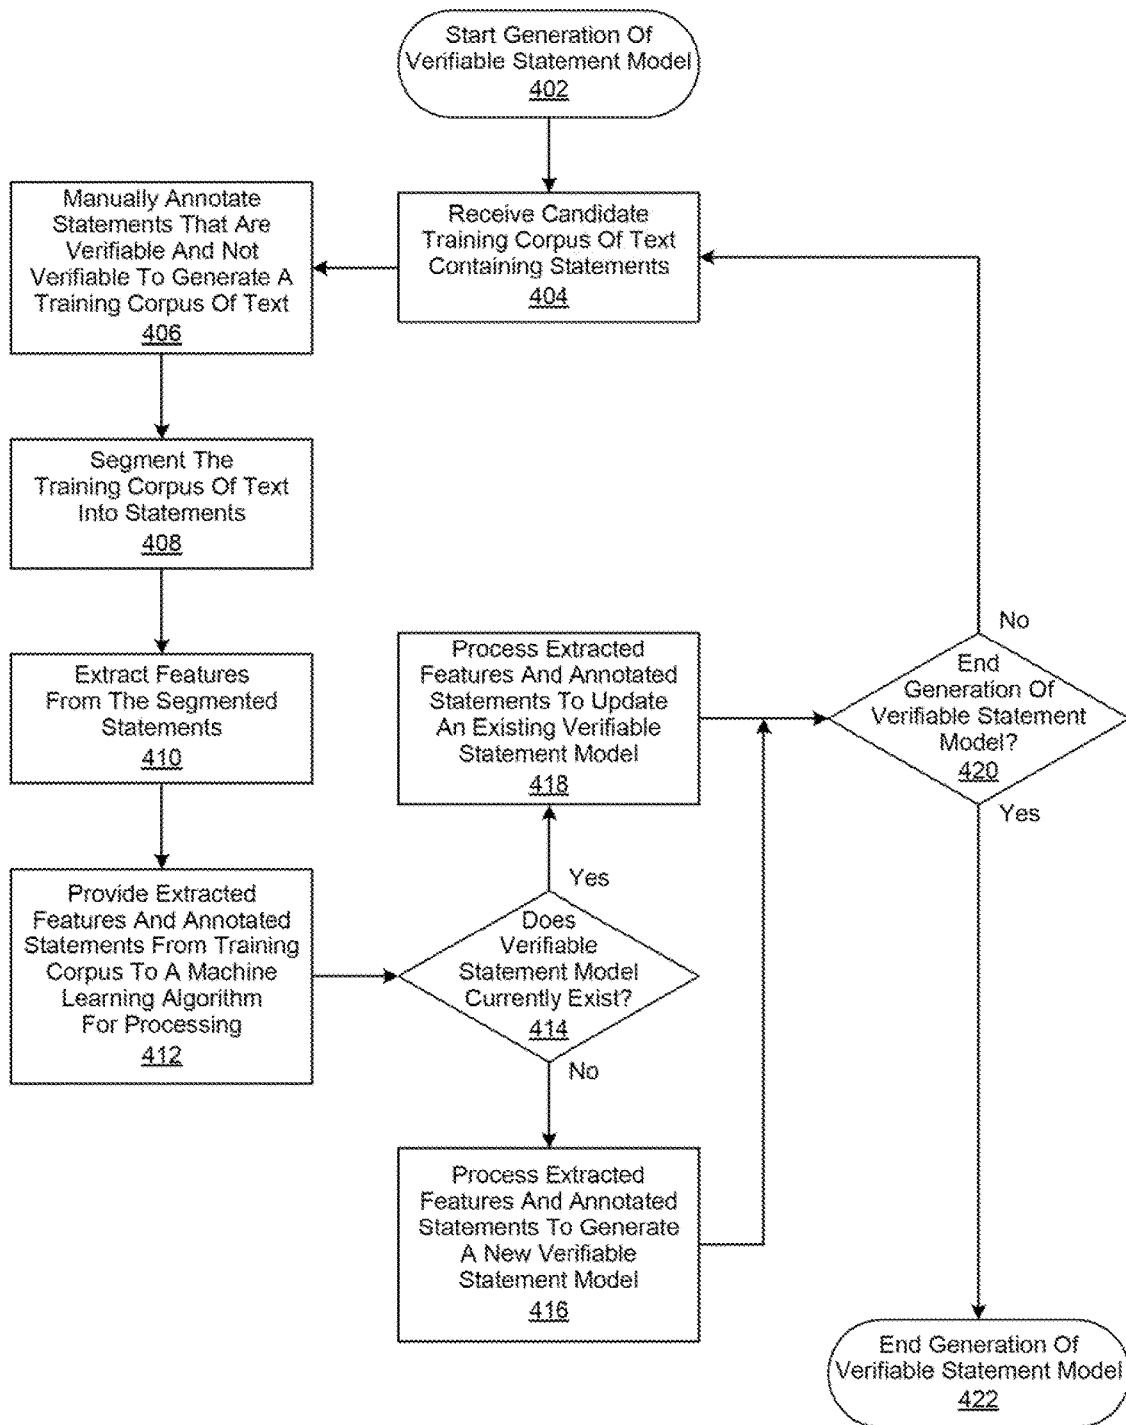 Start Generation Of
Verifiable Statement Model
402
Receive Candidate
Training Corpus Of Text
Containing Statements
404
Manually Annotate
Statements That Are
Verifiable And Not
Verifiable To Generate A
Training Corpus Of Text
406
Segment The
Training Corpus Of Text
Into Statements
408
Extract Features
From The Segmented
Statements
410
Provide Extracted
Features And Annotated
Statements From Training
Corpus To A Machine
Learning Algorithm
For Processing
412
Does
Verifiable
Statement Model
Currently Exist?
414
Yes
No
Process Extracted
Features And Annotated
Statements To Update
An Existing Verifiable
Statement Model
418
Process Extracted
Features And Annotated
Statements To Generate
A New Verifiable
Statement Model
416
No
End
Generation Of
Verifiable Statement
Model?
420
Yes
End Generation Of
Verifiable Statement Model
422